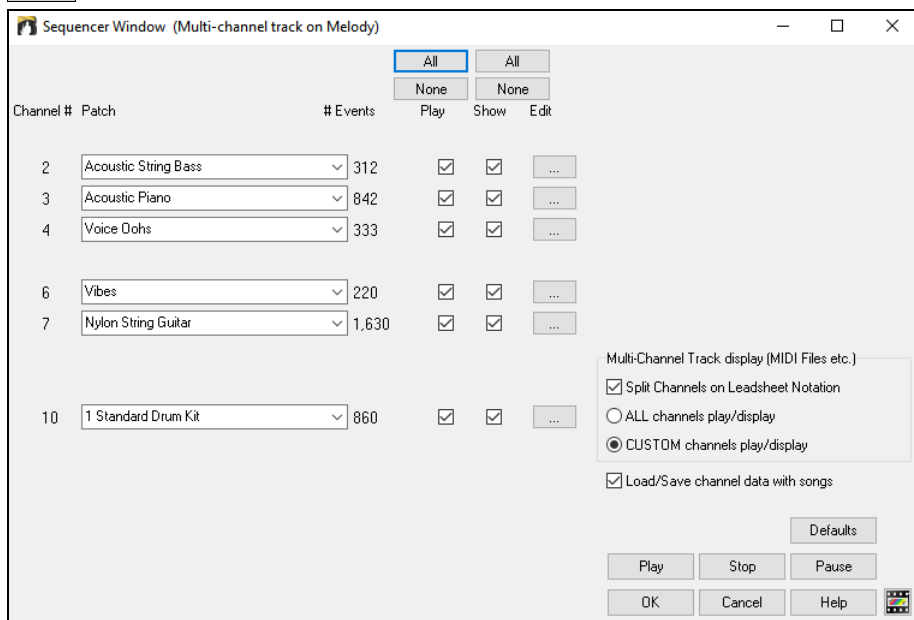 Sequencer Window (Multi-channel track on Melody)
All All
None None
Channel # Patch # Events Play Show Edit
2 Acoustic String Bass 312 ...
3 Acoustic Piano 842 ...
4 Voice Oohs 333 ...
6 Vibes 220 ...
7 Nylon String Guitar 1,630 ...
Multi-Channel Track display (MIDI Files etc.)
Split Channels on Leadsheet Notation
10 1 Standard Drum Kit 860 ... ALL channels play/display
CUSTOM channels play/display
Load/Save channel data with songs
Defaults
Play Stop Pause
OK Cancel Help